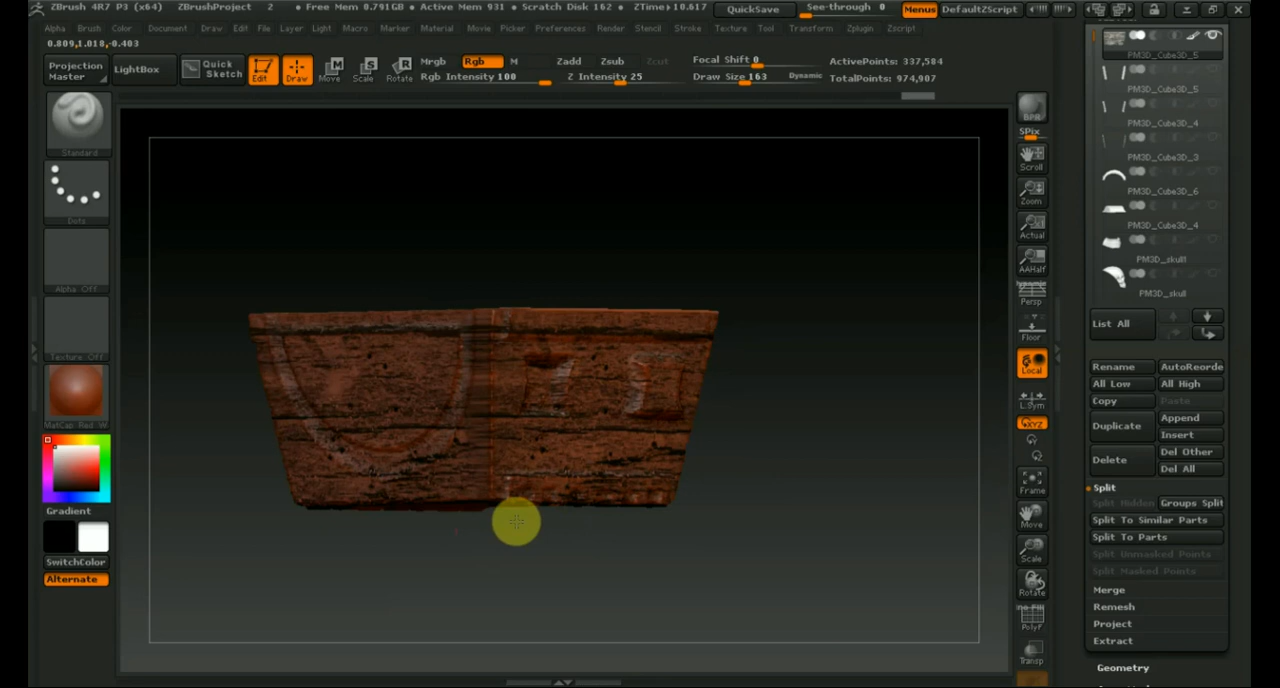 ZBrush 4R7 P3 (x64) ZBrushProject 2 • Free Mem 0.791GB • Active Mem 931 • Scratch Disk 162 • ZTime▸10.617 QuickSave See-through 0 Menus DefaultZScript
Alpha Brush Color Document Draw Edit File Layer Light Macro Marker Material Movie Picker Preferences Render Stencil Stroke Texture Tool Transform Zplugin Zscript
0.809,1.018,-0.403
Projection Master
LightBox
Quick Sketch
Edit
Draw
Move
Scale
Rotate
Mrgb Rgb M
Rgb Intensity 100
Zadd Zsub Zcut
Z Intensity 25
Focal Shift 0
Draw Size 163 Dynamic
ActivePoints: 337,584
TotalPoints: 974,907
Standard
Dots
Alpha Off
Texture Off
MatCap Red W
Gradient
SwitchColor
Alternate
BPR
SPix
Scroll
Zoom
Actual
AAHalf
Persp
Floor
Local
L.Sym
XYZ
Frame
Move
Scale
Rotate
PolyF
Transp
PM3D_Cube3D_5
PM3D_Cube3D_5
PM3D_Cube3D_4
PM3D_Cube3D_3
PM3D_Cube3D_6
PM3D_Cube3D_4
PM3D_skull1
PM3D_skull
List All
Rename AutoReorde
All Low All High
Copy Paste
Duplicate Append
Insert
Delete Del Other
Del All
Split
Split Hidden Groups Split
Split To Similar Parts
Split To Parts
Split Unmasked Points
Split Masked Points
Merge
Remesh
Project
Extract
Geometry